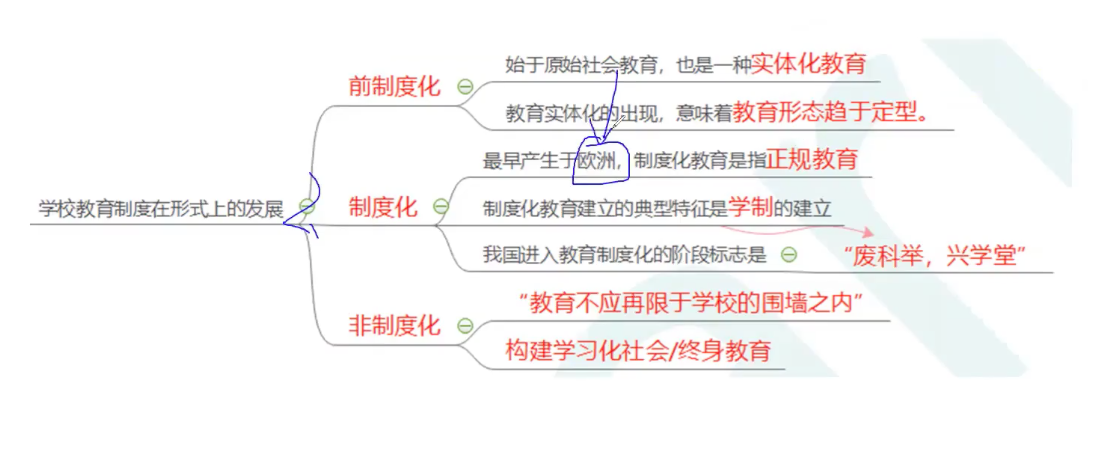 始于原始社会教育，也是一种实体化教育
前制度化
教育实体化的出现，意味着教育形态趋于定型。
最早产生于欧洲，制度化教育是指正规教育
学校教育制度在形式上的发展
制度化
制度化教育建立的典型特征是学制的建立
我国进入教育制度化的阶段标志是
“废科举，兴学堂”
“教育不应再限于学校的围墙之内”
非制度化
构建学习化社会/终身教育